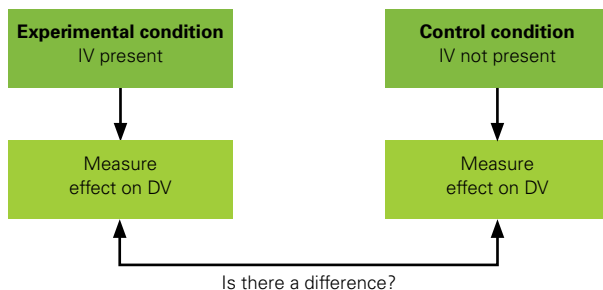 Experimental condition
IV present
Control condition
IV not present
Measure
effect on DV
Measure
effect on DV
Is there a difference?